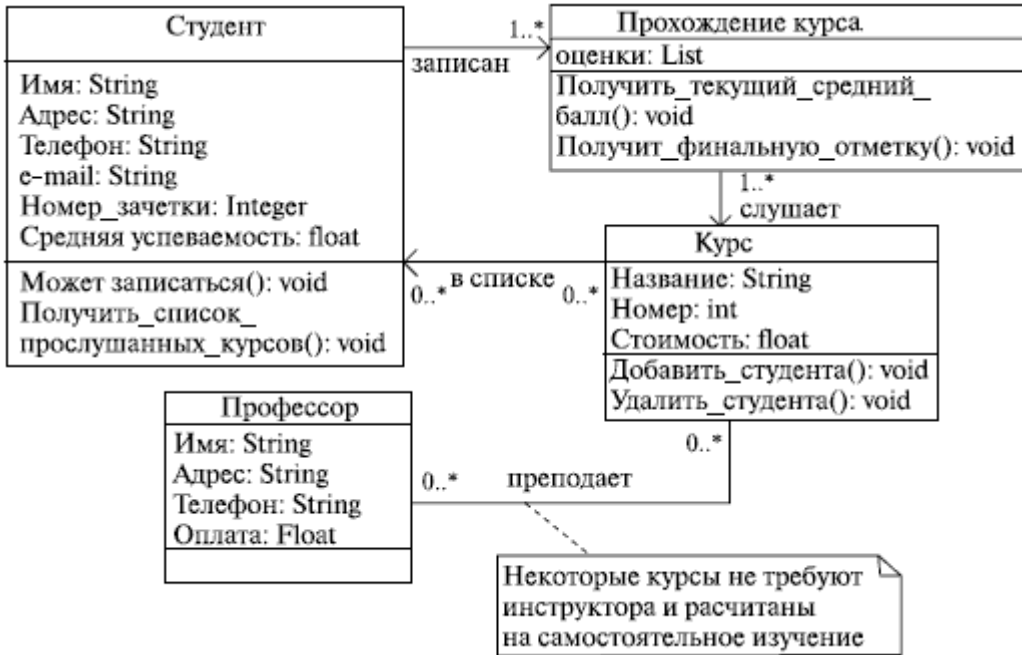 Студент
Имя: String
Адрес: String
Телефон: String
e-mail: String
Номер_зачетки: Integer
Средняя успеваемость: float
Может записаться(): void
Получить_список_
прослушанных_курсов(): void
1..*
записан
Прохождение курса
оценки: List
Получить_текущий_средний_
балл(): void
Получит_финальную_отметку(): void
1..*
слушает
Курс
Название: String
Номер: int
Стоимость: float
Добавить_студента(): void
Удалить_студента(): void
0..* в списке 0..*
Профессор
Имя: String
Адрес: String
Телефон: String
Оплата: Float
0..*
0..* преподает
Некоторые курсы не требуют
инструктора и расчитаны
на самостоятельное изучение